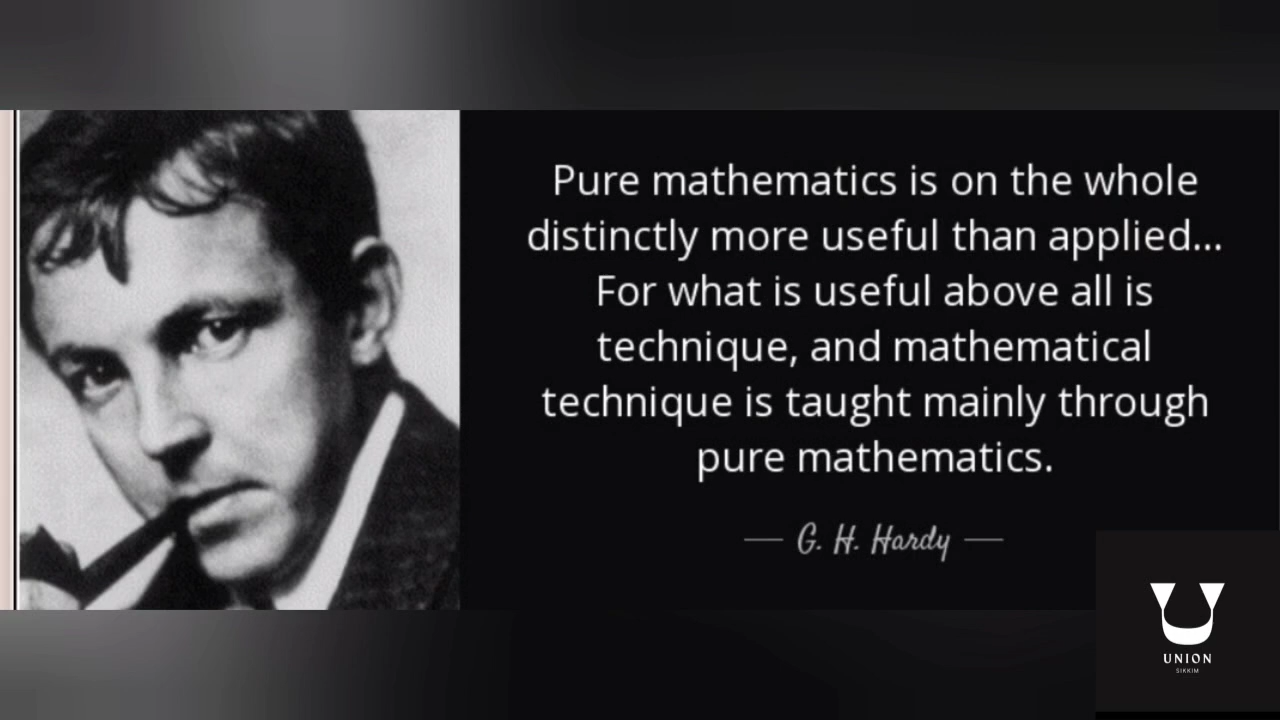 Pure mathematics is on the whole
distinctly more useful than applied...
For what is useful above all is
technique, and mathematical
technique is taught mainly through
pure mathematics.
— G. H. Hardy —
UNION
SIKKIM